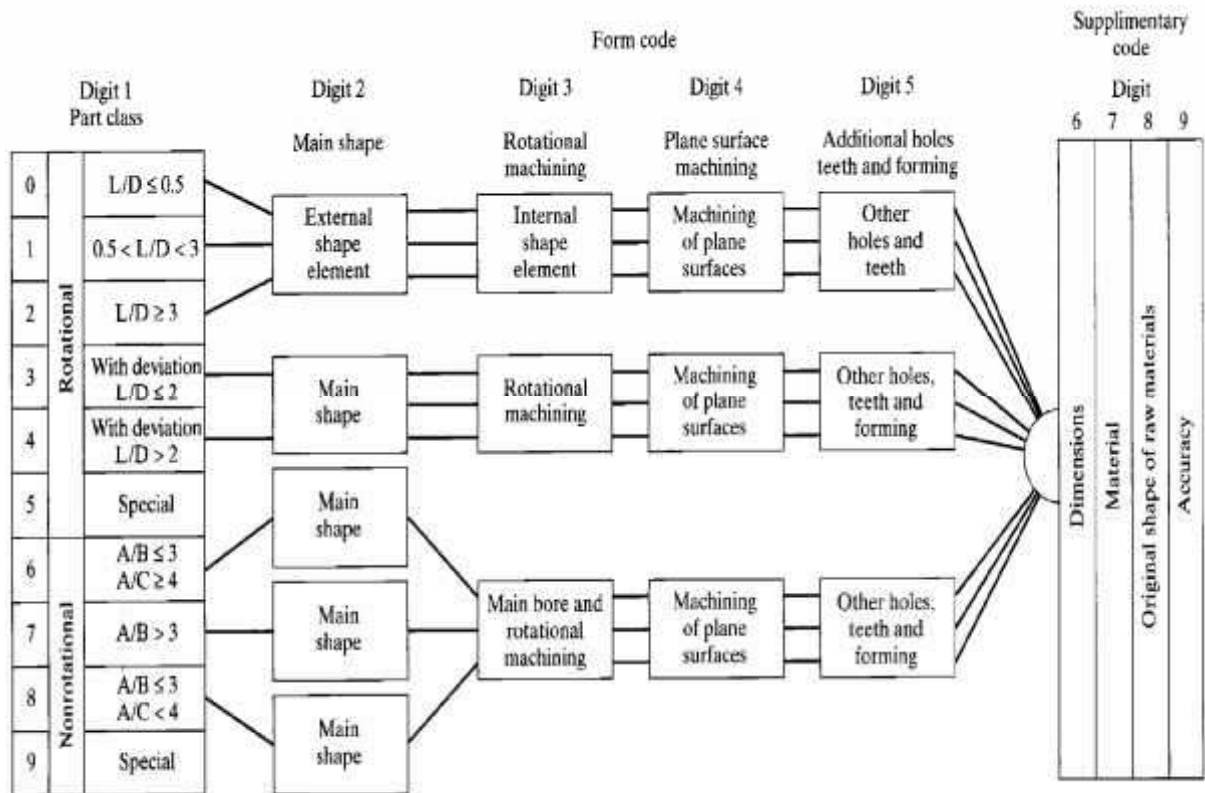 Supplimentary
code
Form code
Digit 1
Part class
Digit 2
Digit 3
Digit 4
Digit 5
Digit
6 7 8 9
Main shape
Rotational
machining
Plane surface
machining
Additional holes
teeth and forming
0
L/D ≤ 0.5
1
0.5 < L/D < 3
2
L/D ≥ 3
3
With deviation
L/D ≤ 2
4
With deviation
L/D > 2
5
Special
6
A/B ≤ 3
A/C ≥ 4
7
A/B > 3
8
A/B ≤ 3
A/C < 4
9
Special
Rotational
Nonrotational
External
shape
element
Internal
shape
element
Machining
of plane
surfaces
Other
holes and
teeth
Main
shape
Rotational
machining
Machining
of plane
surfaces
Other holes,
teeth and
forming
Main
shape
Main
shape
Main
shape
Main bore and
rotational
machining
Machining
of plane
surfaces
Other holes,
teeth and
forming
Dimensions
Material
Original shape of raw materials
Accuracy